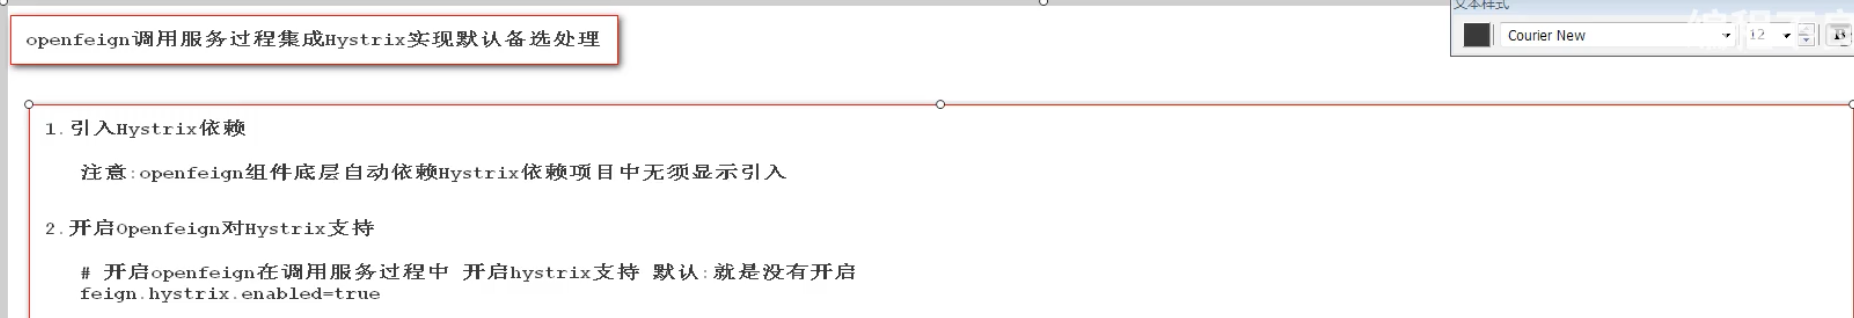 文本样式
openfeign调用服务过程集成Hystrix实现默认备选处理
Courier New
12
B
1.引入Hystrix依赖
注意:openfeign组件底层自动依赖Hystrix依赖项目中无须显示引入
2.开启Openfeign对Hystrix支持
# 开启openfeign在调用服务过程中 开启hystrix支持 默认:就是没有开启
feign.hystrix.enabled=true